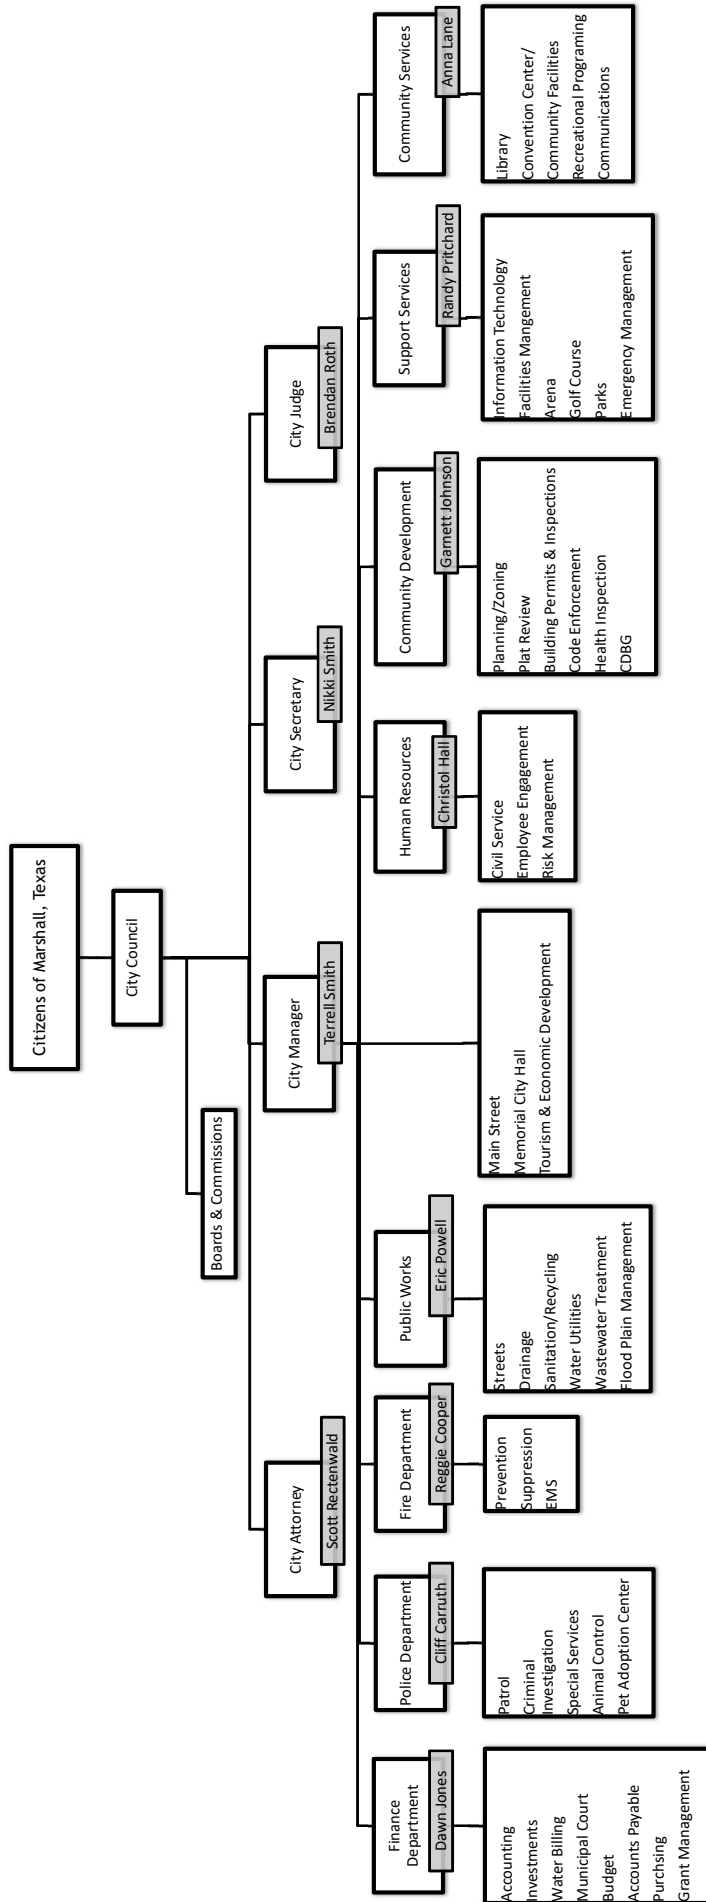 Citizens of Marshall, Texas
City Council
Boards & Commissions
City Attorney
Scott Rectenwald
City Manager
Terrell Smith
City Secretary
Nikki Smith
City Judge
Brendan Roth
Finance
Department
Dawn Jones
Accounting
Investments
Water Billing
Municipal Court
Budget
Accounts Payable
Purchsing
Grant Management
Police Department
Cliff Carruth
Patrol
Criminal
Investigation
Special Services
Animal Control
Pet Adoption Center
Fire Department
Reggie Cooper
Prevention
Suppression
EMS
Public Works
Eric Powell
Streets
Drainage
Sanitation/Recycling
Water Utilities
Wastewater Treatment
Flood Plain Management
Main Street
Memorial City Hall
Tourism & Economic Development
Human Resources
Christol Hall
Civil Service
Employee Engagement
Risk Management
Community Development
Garnett Johnson
Planning/Zoning
Plat Review
Building Permits & Inspections
Code Enforcement
Health Inspection
CDBG
Support Services
Randy Pritchard
Information Technology
Facilities Mangement
Arena
Golf Course
Parks
Emergency Management
Community Services
Anna Lane
Library
Convention Center/
Community Facilities
Recreational Programing
Communications